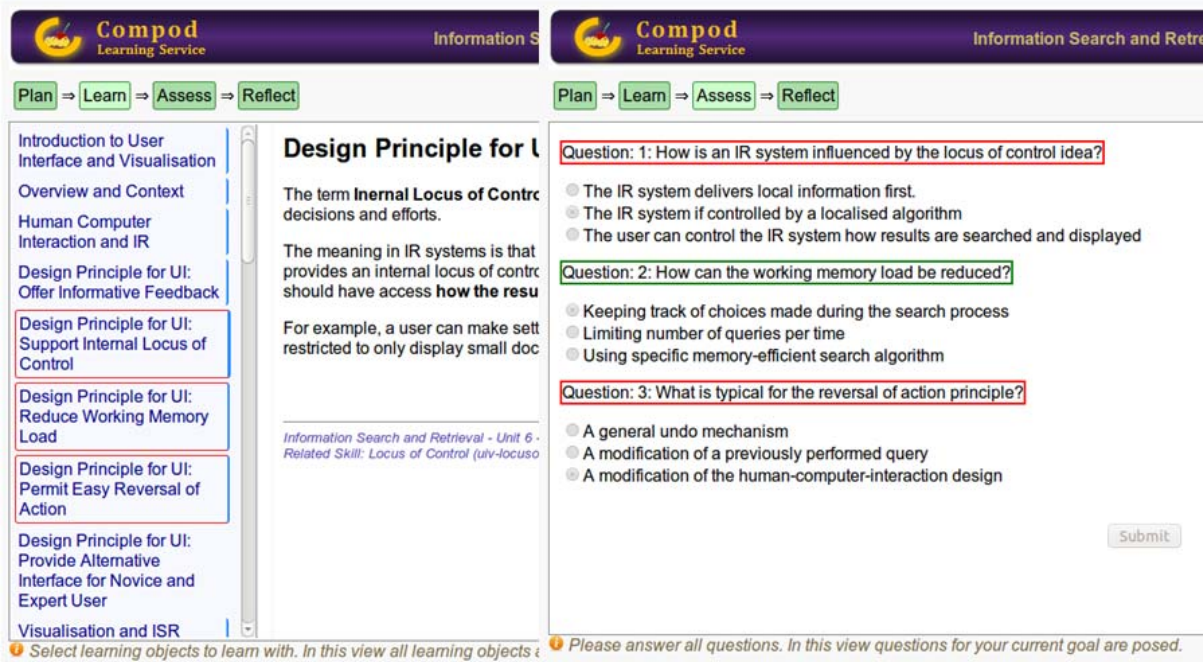 Compod
Learning Service
Information S
Plan ⇒ Learn ⇒ Assess ⇒ Reflect
Introduction to User
Interface and Visualisation
Overview and Context
Human Computer
Interaction and IR
Design Principle for UI:
Offer Informative Feedback
Design Principle for UI:
Support Internal Locus of
Control
Design Principle for UI:
Reduce Working Memory
Load
Design Principle for UI:
Permit Easy Reversal of
Action
Design Principle for UI:
Provide Alternative
Interface for Novice and
Expert User
Visualisation and ISR
Design Principle for U
The term Inernal Locus of Contro
decisions and efforts.
The meaning in IR systems is that
provides an internal locus of contro
should have access how the resu
For example, a user can make sett
restricted to only display small doc
Information Search and Retrieval - Unit 6 -
Related Skill: Locus of Control (uiv-locuso
Select learning objects to learn with. In this view all learning objects a
Compod
Learning Service
Information Search and Retre
Plan ⇒ Learn ⇒ Assess ⇒ Reflect
Question: 1: How is an IR system influenced by the locus of control idea?
The IR system delivers local information first.
The IR system if controlled by a localised algorithm
The user can control the IR system how results are searched and displayed
Question: 2: How can the working memory load be reduced?
Keeping track of choices made during the search process
Limiting number of queries per time
Using specific memory-efficient search algorithm
Question: 3: What is typical for the reversal of action principle?
A general undo mechanism
A modification of a previously performed query
A modification of the human-computer-interaction design
Submit
Please answer all questions. In this view questions for your current goal are posed.